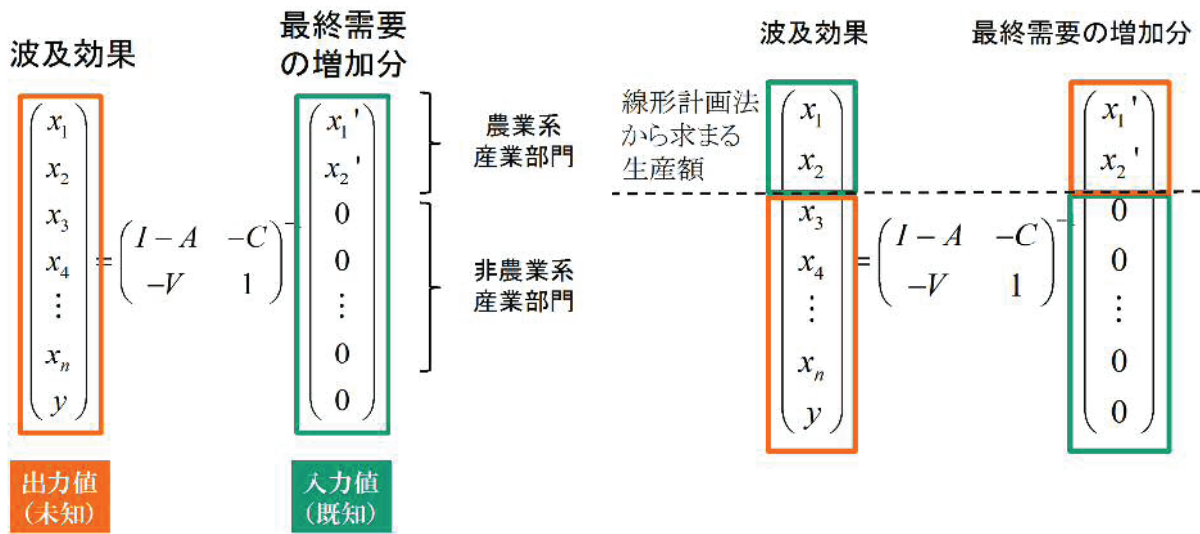 波及効果
最終需要
の増加分
x₁
x₂
x₃
x₄
⋮
xₙ
y
=
I − A −C
−V 1
−
x₁'
x₂'
0
0
⋮
0
0
農業系
産業部門
非農業系
産業部門
出力値
(未知)
入力値
(既知)
波及効果
最終需要の増加分
線形計画法
から求まる
生産額
x₁
x₂
x₃
x₄
⋮
xₙ
y
=
I − A −C
−V 1
−
x₁'
x₂'
0
0
⋮
0
0